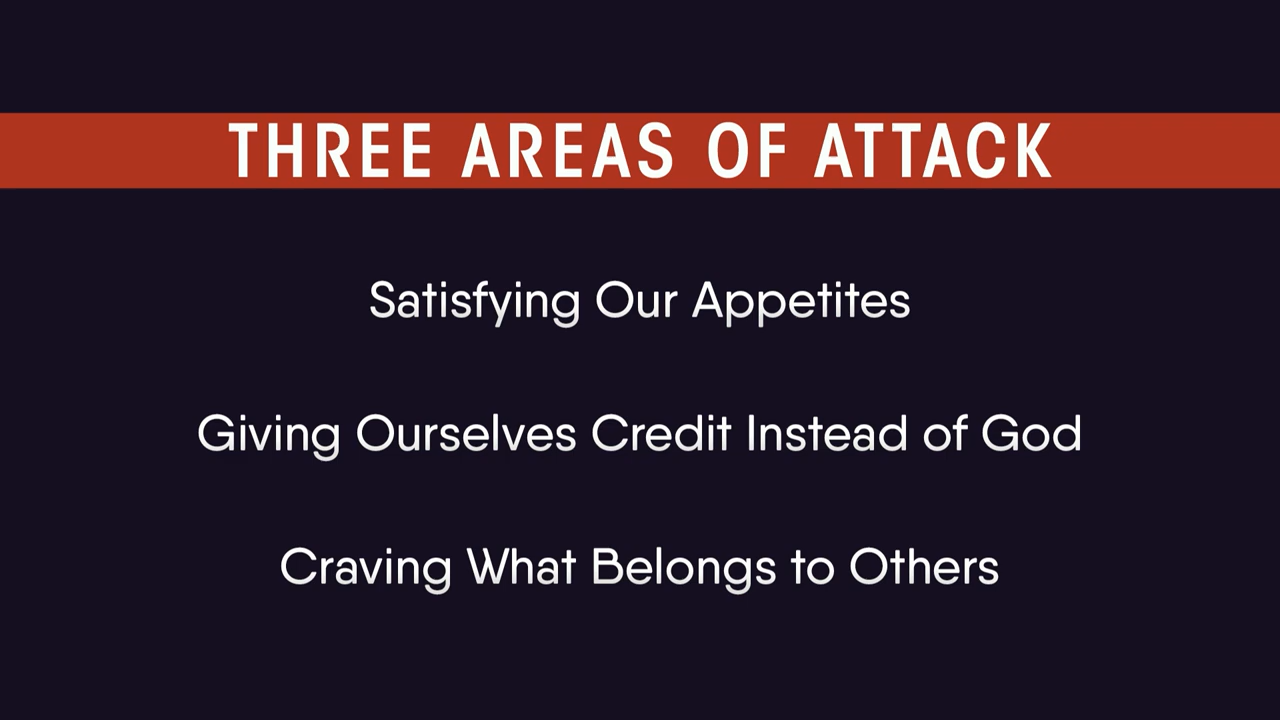 THREE AREAS OF ATTACK
Satisfying Our Appetites
Giving Ourselves Credit Instead of God
Craving What Belongs to Others